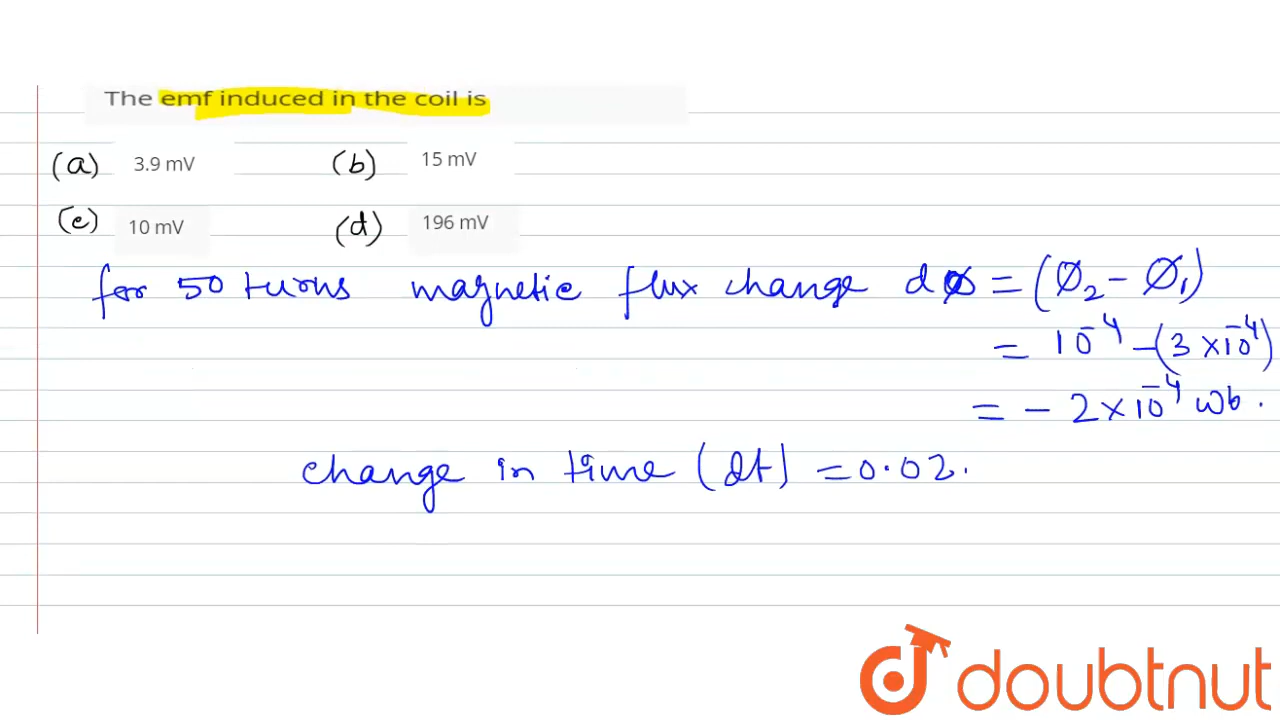 The emf induced in the coil is
(a) 3.9 mV (b) 15 mV
(c) 10 mV (d) 196 mV
for 50 turns magnetic flux change dϕ = (ϕ₂ - ϕ₁)
= 10⁻⁴ - (3 × 10⁻⁴)
= - 2 × 10⁻⁴ wb.
change in time (dt) = 0.02.
doubtnut